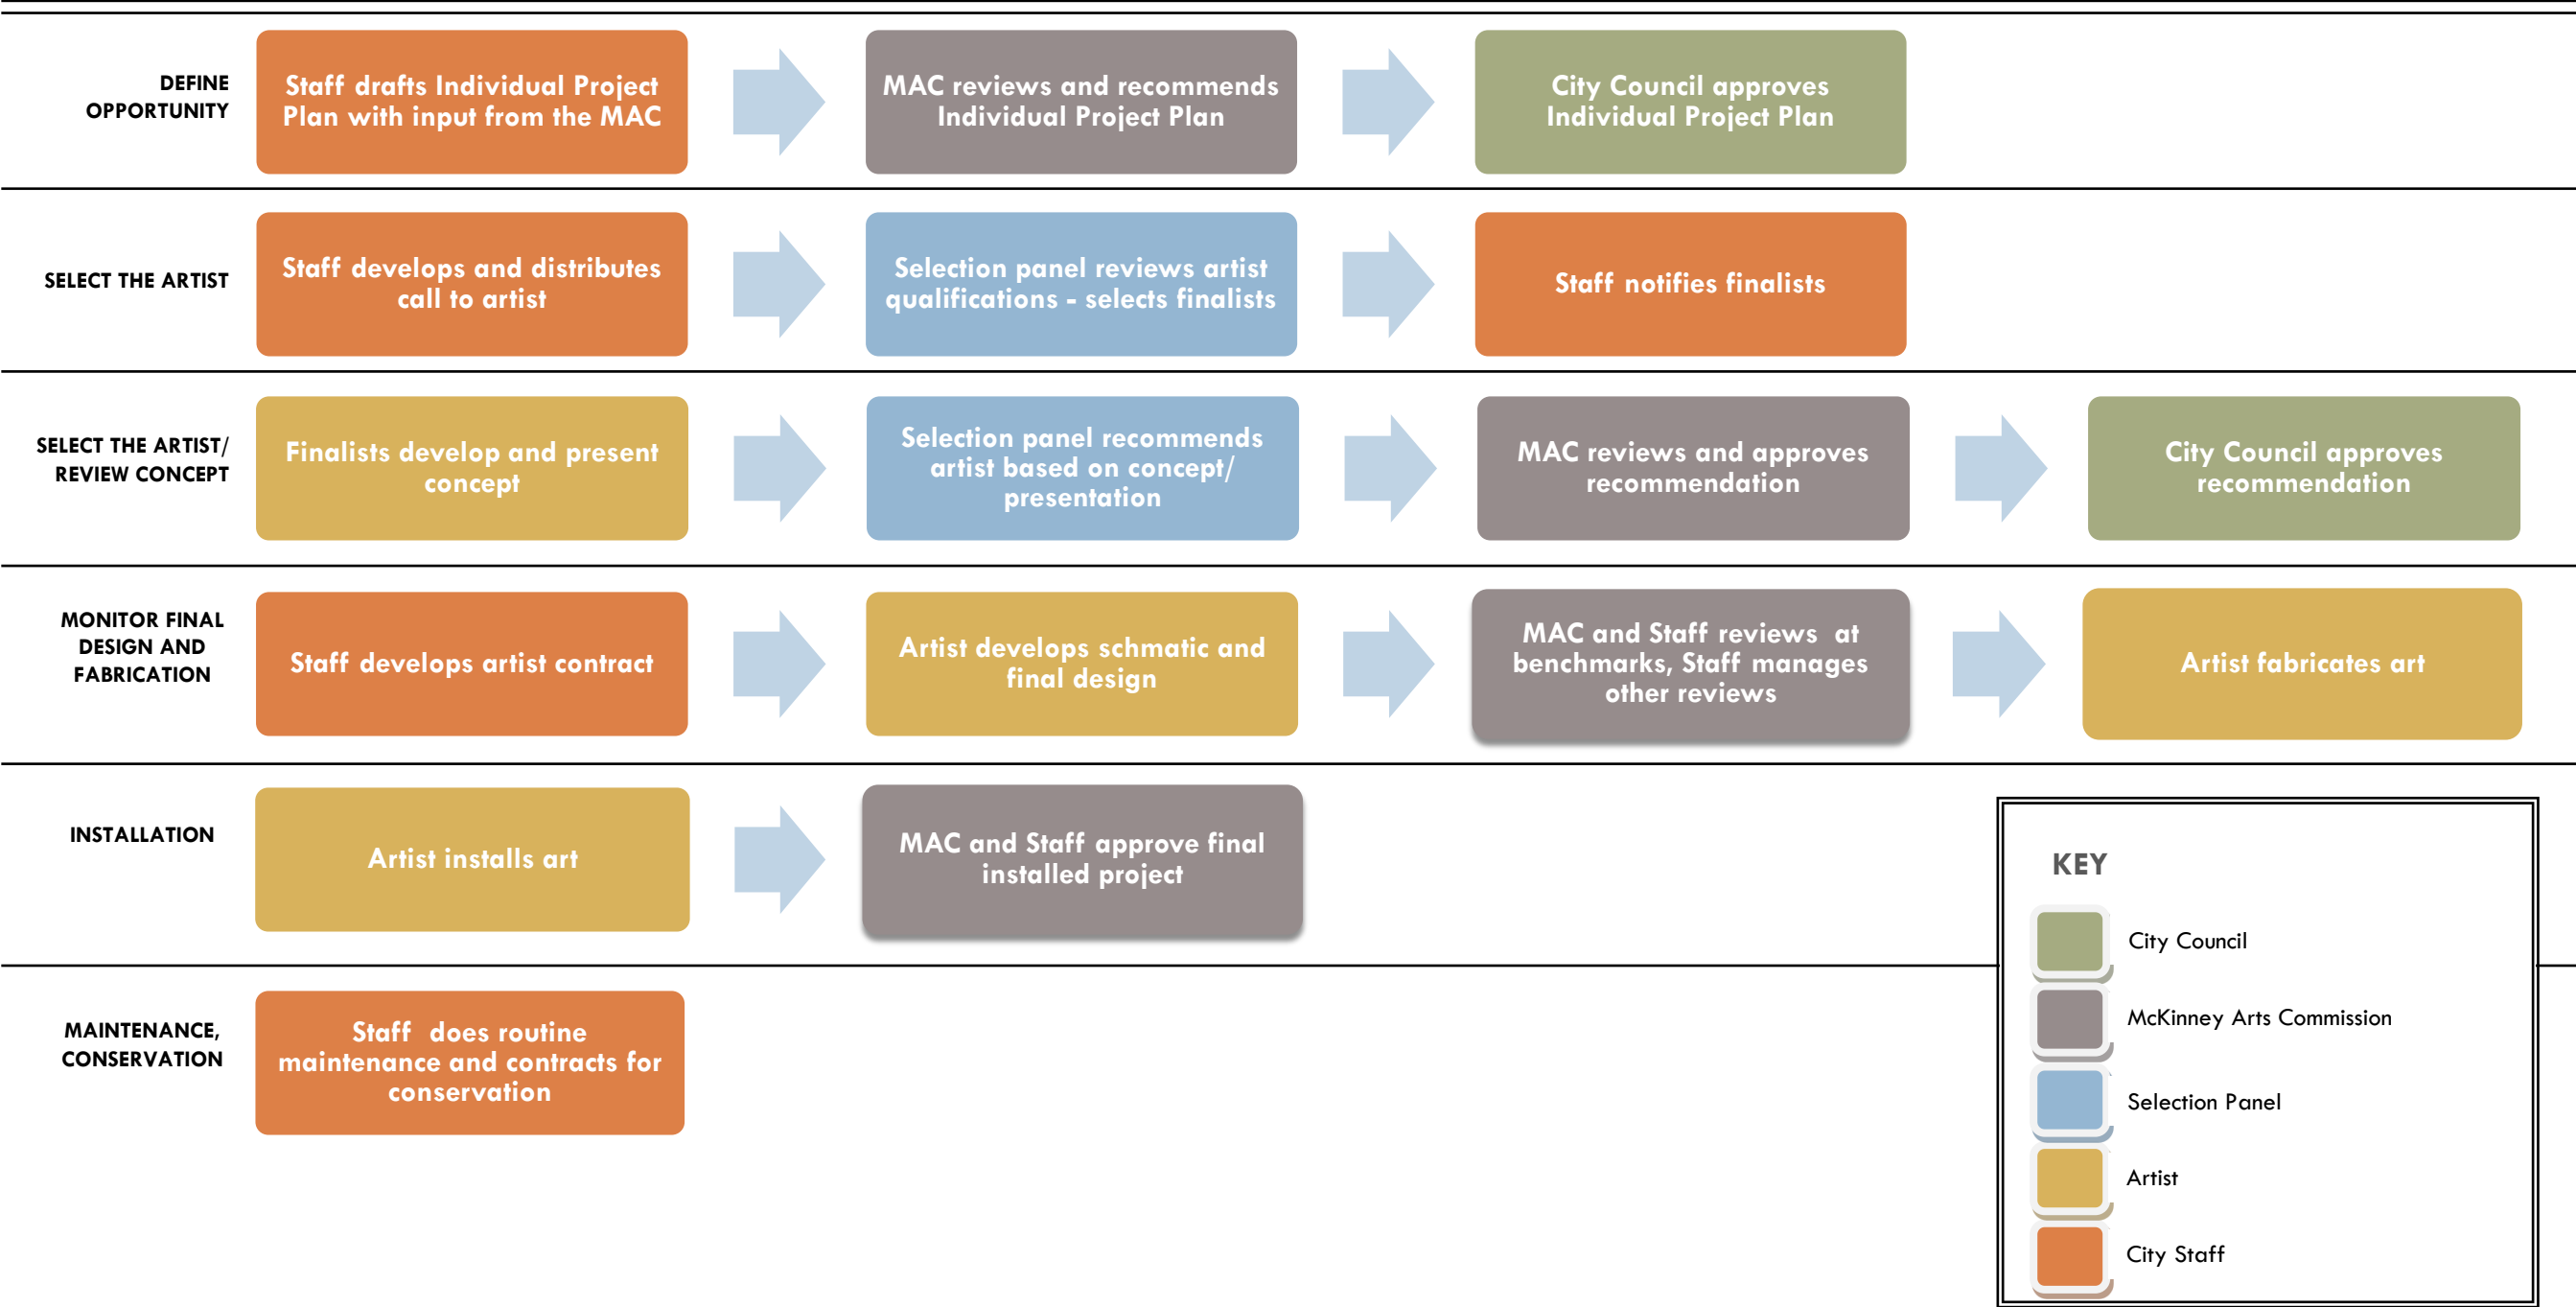 DEFINE
OPPORTUNITY
Staff drafts Individual Project
Plan with input from the MAC
MAC reviews and recommends
Individual Project Plan
City Council approves
Individual Project Plan
SELECT THE ARTIST
Staff develops and distributes
call to artist
Selection panel reviews artist
qualifications - selects finalists
Staff notifies finalists
SELECT THE ARTIST/
REVIEW CONCEPT
Finalists develop and present
concept
Selection panel recommends
artist based on concept/
presentation
MAC reviews and approves
recommendation
City Council approves
recommendation
MONITOR FINAL
DESIGN AND
FABRICATION
Staff develops artist contract
Artist develops schmatic and
final design
MAC and Staff reviews at
benchmarks, Staff manages
other reviews
Artist fabricates art
INSTALLATION
Artist installs art
MAC and Staff approve final
installed project
MAINTENANCE,
CONSERVATION
Staff does routine
maintenance and contracts for
conservation
KEY
City Council
McKinney Arts Commission
Selection Panel
Artist
City Staff